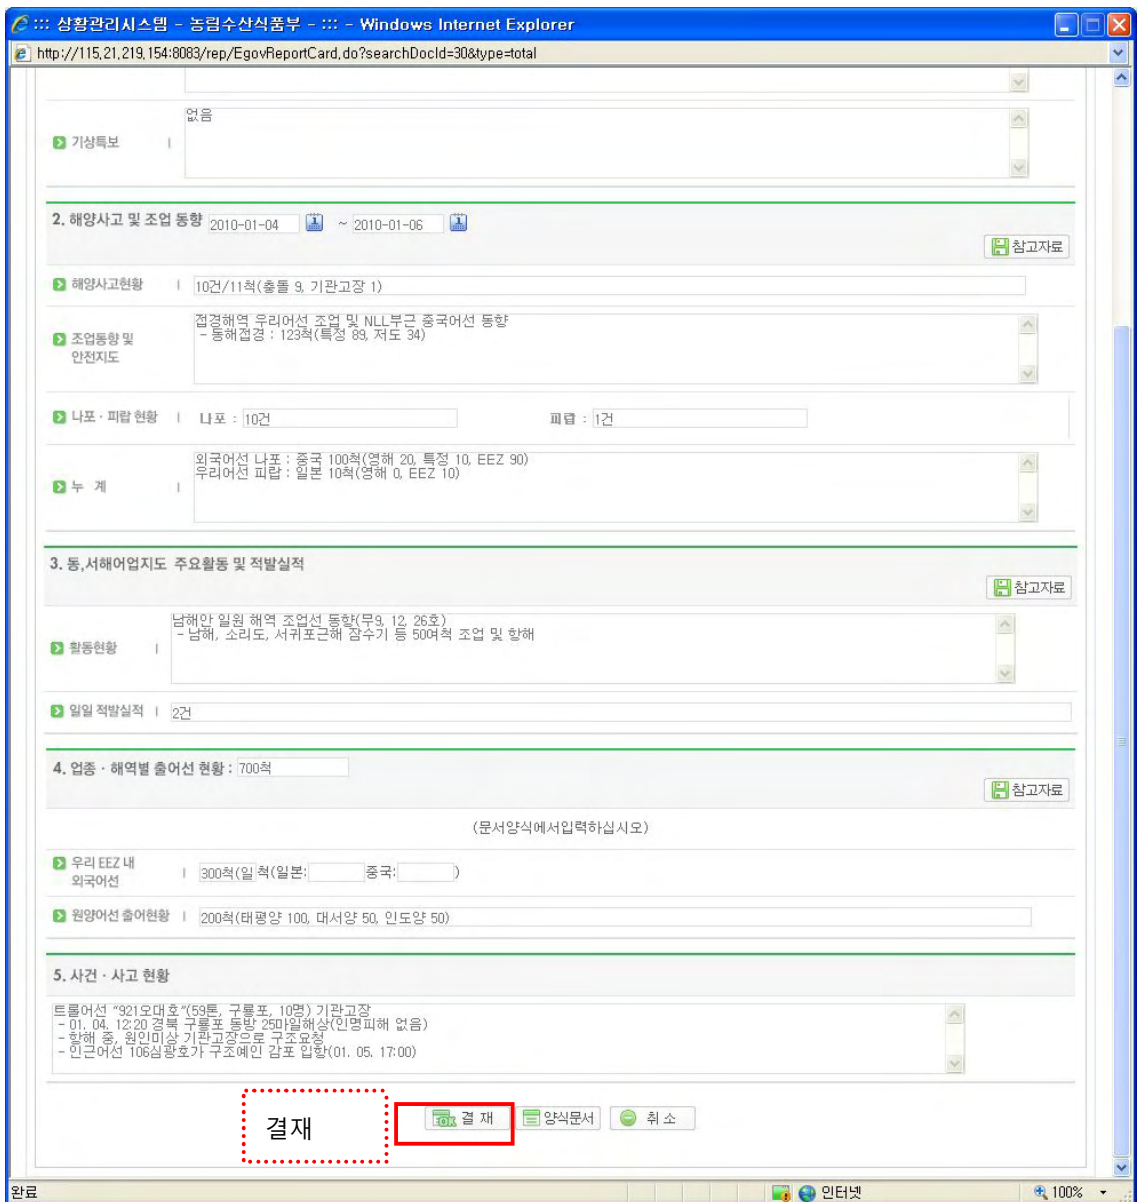 ::: 상황관리시스템 - 농림수산식품부 - ::: - Windows Internet Explorer
http://115,21,219,154:8083/rep/EgovReportCard,do?searchDocId=30&type=total
기상특보
없음
2. 해양사고 및 조업 동향 2010-01-04 ~ 2010-01-06
참고자료
해양사고현황 10건/11척(충돌 9, 기관고장 1)
조업동향 및
안전지도
접경해역 우리어선 조업 및 NLL부근 중국어선 동향
- 동해접경 : 123척(특정 89, 저도 34)
나포 · 피랍 현황 나포 : 10건 피랍 : 1건
누 계
외국어선 나포 : 중국 100척(영해 20, 특정 10, EEZ 90)
우리어선 피랍 : 일본 10척(영해 0, EEZ 10)
3. 동,서해어업지도 주요활동 및 적발실적
참고자료
활동현황
남해안 일원 해역 조업선 동향(무9, 12, 26호)
- 남해, 소리도, 서귀포근해 잠수기 등 50여척 조업 및 항해
일일 적발실적 2건
4. 업종 · 해역별 출어선 현황 : 700척
참고자료
(문서양식에서입력하십시오)
우리 EEZ 내
외국어선
300척(일 척(일본: 중국: )
원양어선 출어현황 200척(태평양 100, 대서양 50, 인도양 50)
5. 사건 · 사고 현황
트롤어선 "921오대호"(59톤, 구룡포, 10명) 기관고장
- 01. 04. 12:20 경북 구룡포 동방 25마일해상(인명피해 없음)
- 항해 중, 원인미상 기관고장으로 구조요청
- 인근어선 106심광호가 구조예인 감포 입항(01. 05. 17:00)
결재
결 재 양식문서 취 소
완료 인터넷 100%